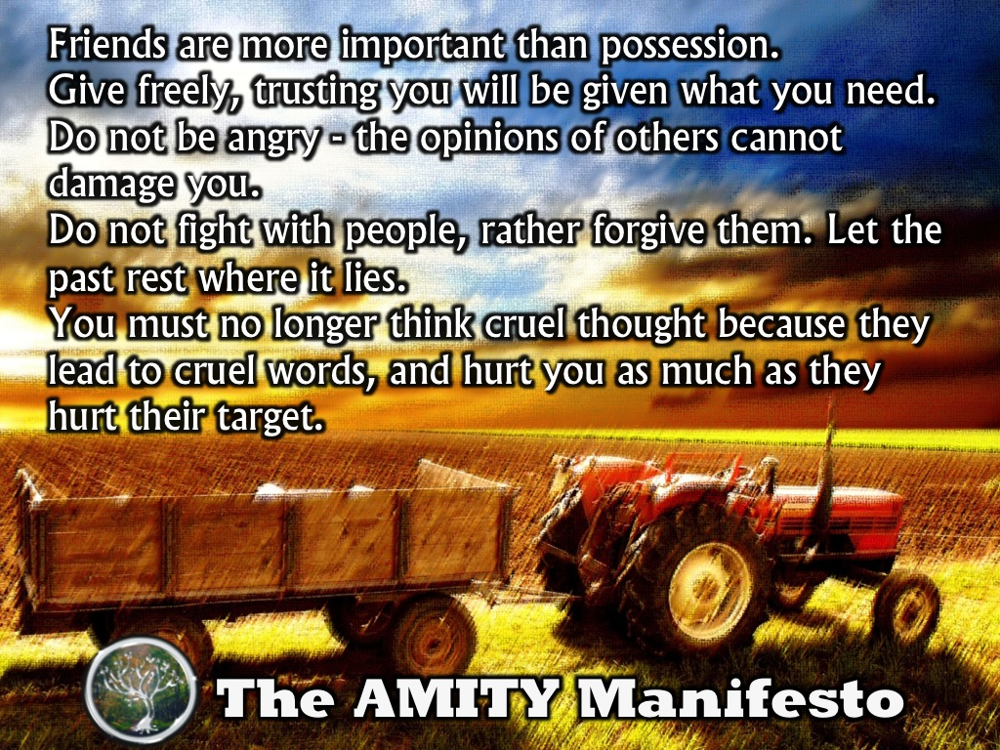 Friends are more important than possession.
Give freely, trusting you will be given what you need.
Do not be angry - the opinions of others cannot
damage you.
Do not fight with people, rather forgive them. Let the
past rest where it lies.
You must no longer think cruel thought because they
lead to cruel words, and hurt you as much as they
hurt their target.
The AMITY Manifesto